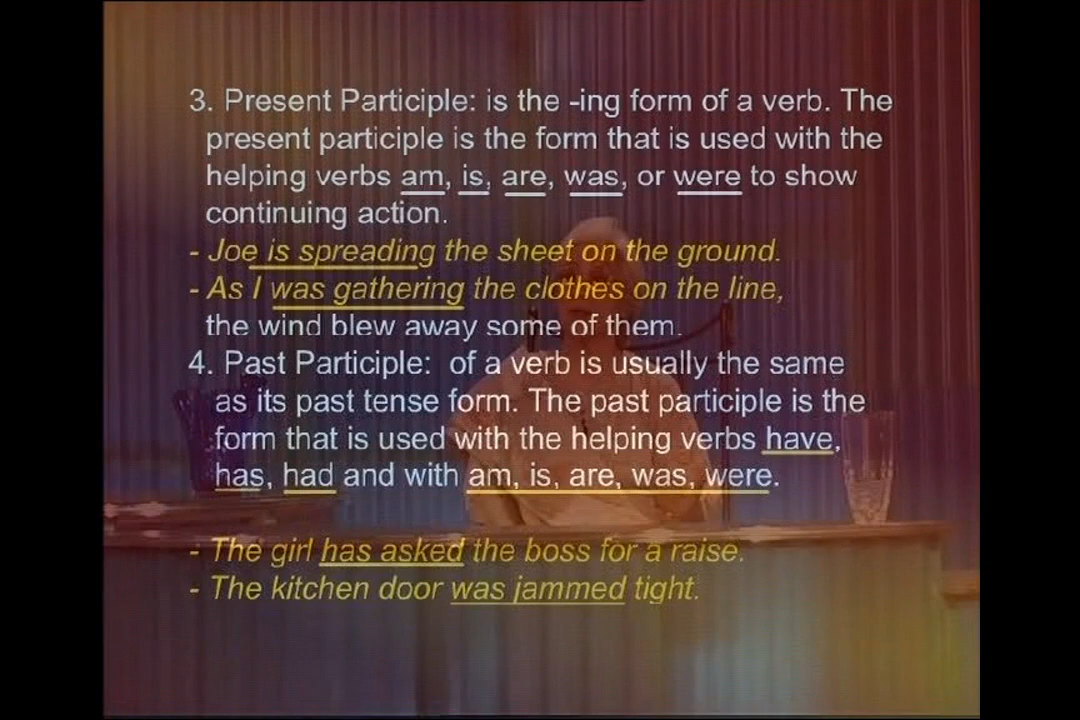 3. Present Participle: is the -ing form of a verb. The
present participle is the form that is used with the
helping verbs am, is, are, was, or were to show
continuing action.
- Joe is spreading the sheet on the ground.
- As I was gathering the clothes on the line,
the wind blew away some of them.
4. Past Participle: of a verb is usually the same
as its past tense form. The past participle is the
form that is used with the helping verbs have,
has, had and with am, is, are, was, were.
- The girl has asked the boss for a raise.
- The kitchen door was jammed tight.